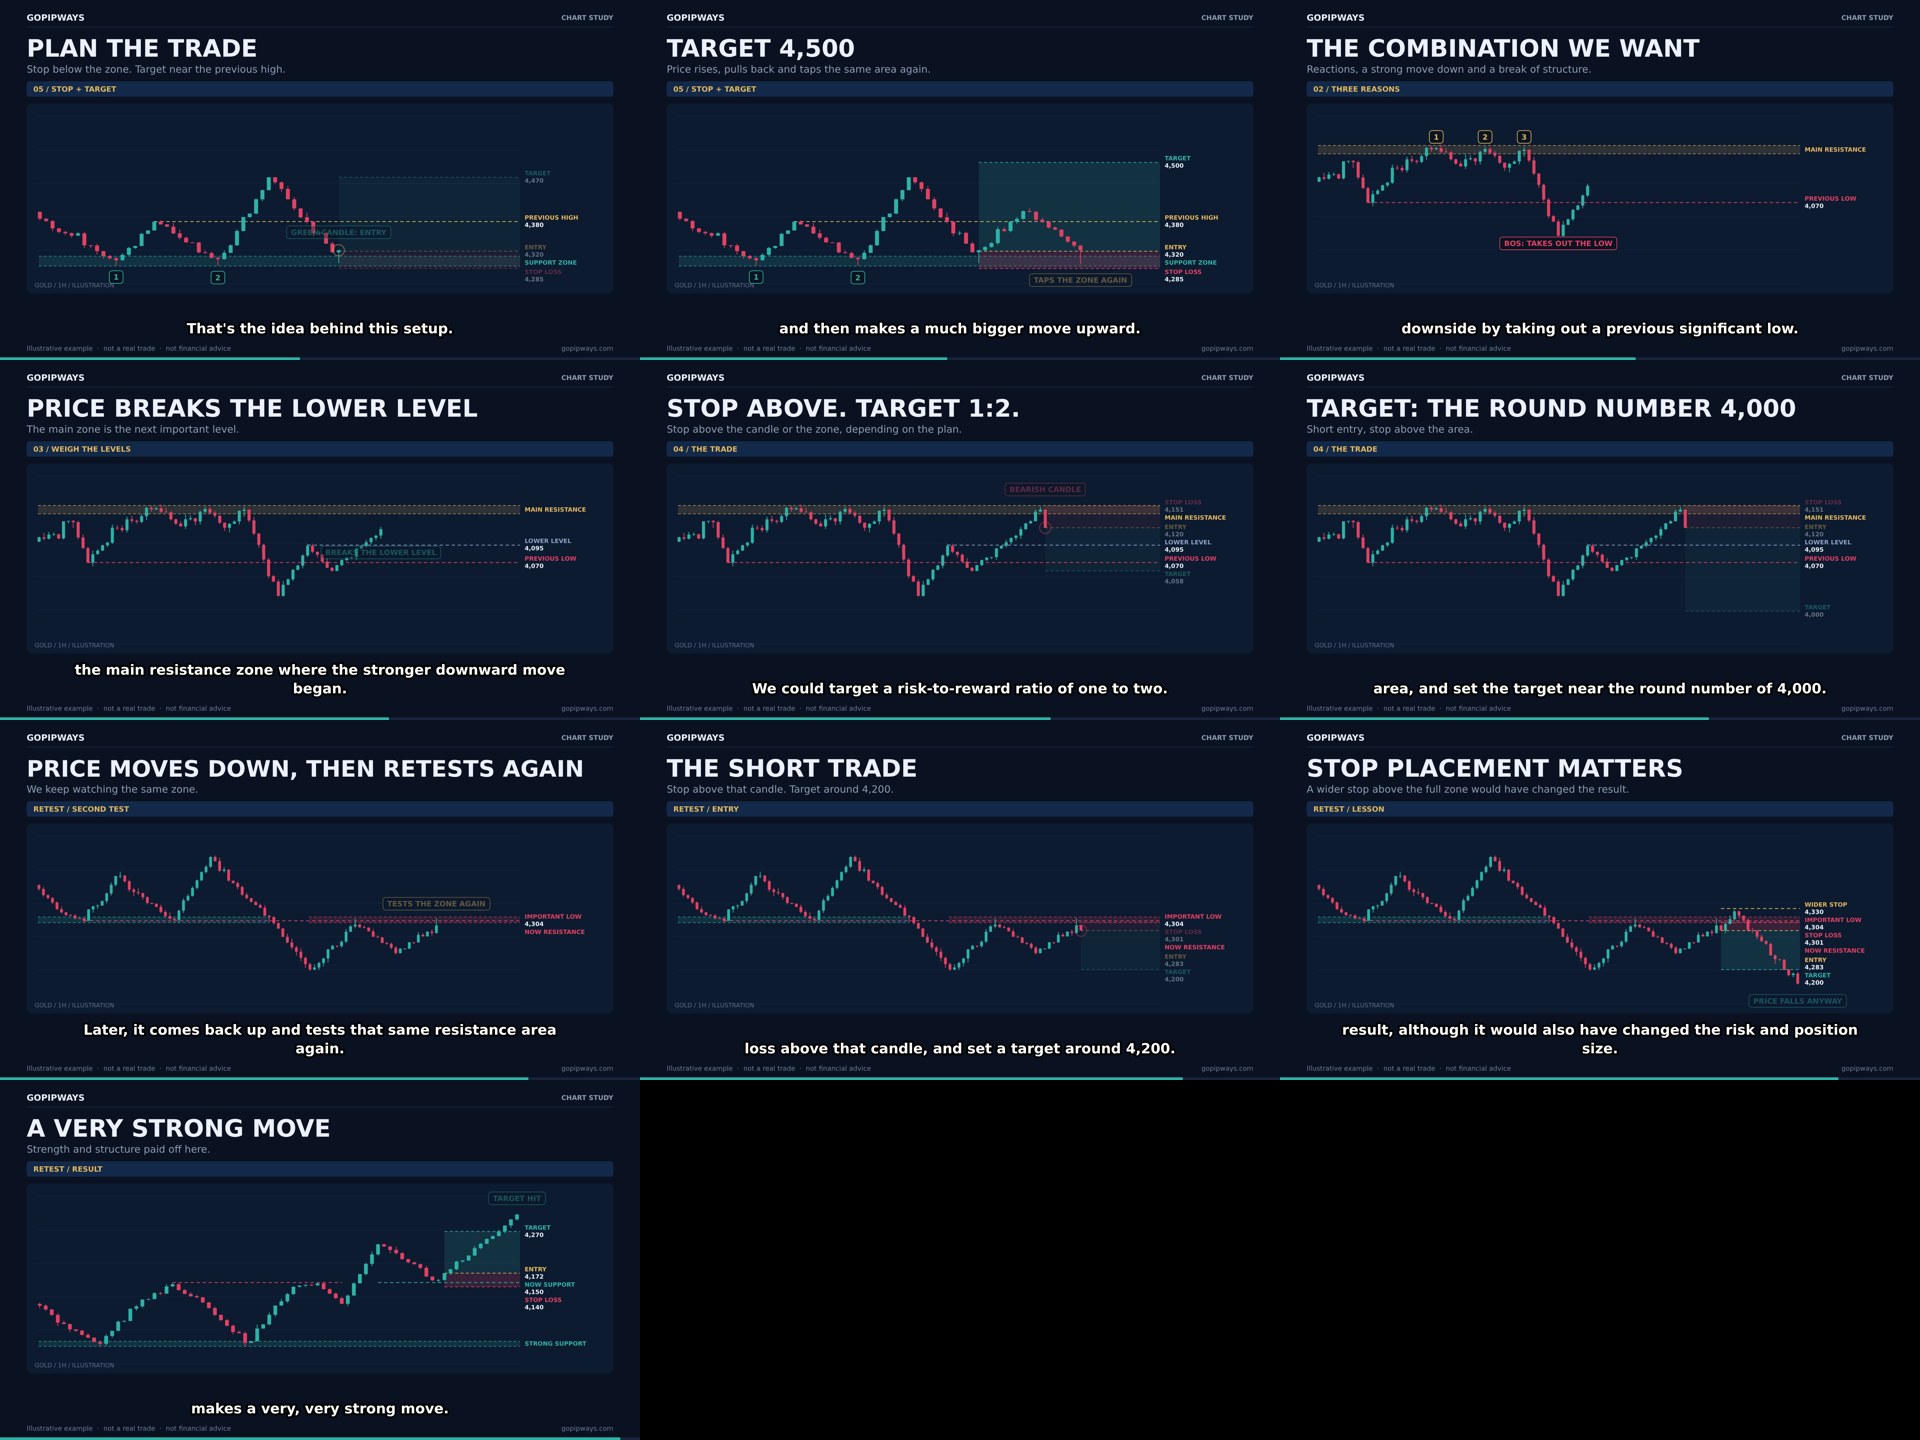 GOPIPWAYS
CHART STUDY
PLAN THE TRADE
Stop below the zone. Target near the previous high.
05 / STOP + TARGET
TARGET
4,470
PREVIOUS HIGH
4,380
GREEN CANDLE: ENTRY
ENTRY
4,320
SUPPORT ZONE
STOP LOSS
4,285
1
2
GOLD / 1H / ILLUSTRATION
That's the idea behind this setup.
Illustrative example · not a real trade · not financial advice
gopipways.com
GOPIPWAYS
CHART STUDY
TARGET 4,500
Price rises, pulls back and taps the same area again.
05 / STOP + TARGET
TARGET
4,500
PREVIOUS HIGH
4,380
ENTRY
4,320
SUPPORT ZONE
STOP LOSS
4,285
1
2
TAPS THE ZONE AGAIN
GOLD / 1H / ILLUSTRATION
and then makes a much bigger move upward.
Illustrative example · not a real trade · not financial advice
gopipways.com
GOPIPWAYS
CHART STUDY
THE COMBINATION WE WANT
Reactions, a strong move down and a break of structure.
02 / THREE REASONS
1
2
3
MAIN RESISTANCE
PREVIOUS LOW
4,070
BOS: TAKES OUT THE LOW
GOLD / 1H / ILLUSTRATION
downside by taking out a previous significant low.
Illustrative example · not a real trade · not financial advice
gopipways.com
GOPIPWAYS
CHART STUDY
PRICE BREAKS THE LOWER LEVEL
The main zone is the next important level.
03 / WEIGH THE LEVELS
MAIN RESISTANCE
LOWER LEVEL
4,095
BREAKS THE LOWER LEVEL
PREVIOUS LOW
4,070
GOLD / 1H / ILLUSTRATION
the main resistance zone where the stronger downward move
began.
Illustrative example · not a real trade · not financial advice
gopipways.com
GOPIPWAYS
CHART STUDY
STOP ABOVE. TARGET 1:2.
Stop above the candle or the zone, depending on the plan.
04 / THE TRADE
BEARISH CANDLE
STOP LOSS
4,151
MAIN RESISTANCE
ENTRY
4,120
LOWER LEVEL
4,095
PREVIOUS LOW
4,070
TARGET
4,058
GOLD / 1H / ILLUSTRATION
We could target a risk-to-reward ratio of one to two.
Illustrative example · not a real trade · not financial advice
gopipways.com
GOPIPWAYS
CHART STUDY
TARGET: THE ROUND NUMBER 4,000
Short entry, stop above the area.
04 / THE TRADE
STOP LOSS
4,151
MAIN RESISTANCE
ENTRY
4,120
LOWER LEVEL
4,095
PREVIOUS LOW
4,070
TARGET
4,000
GOLD / 1H / ILLUSTRATION
area, and set the target near the round number of 4,000.
Illustrative example · not a real trade · not financial advice
gopipways.com
GOPIPWAYS
CHART STUDY
PRICE MOVES DOWN, THEN RETESTS AGAIN
We keep watching the same zone.
RETEST / SECOND TEST
TESTS THE ZONE AGAIN
IMPORTANT LOW
4,304
NOW RESISTANCE
GOLD / 1H / ILLUSTRATION
Later, it comes back up and tests that same resistance area
again.
Illustrative example · not a real trade · not financial advice
gopipways.com
GOPIPWAYS
CHART STUDY
THE SHORT TRADE
Stop above that candle. Target around 4,200.
RETEST / ENTRY
IMPORTANT LOW
4,304
STOP LOSS
4,301
NOW RESISTANCE
ENTRY
4,283
TARGET
4,200
GOLD / 1H / ILLUSTRATION
loss above that candle, and set a target around 4,200.
Illustrative example · not a real trade · not financial advice
gopipways.com
GOPIPWAYS
CHART STUDY
STOP PLACEMENT MATTERS
A wider stop above the full zone would have changed the result.
RETEST / LESSON
WIDER STOP
4,330
IMPORTANT LOW
4,304
STOP LOSS
4,301
NOW RESISTANCE
ENTRY
4,283
TARGET
4,200
PRICE FALLS ANYWAY
GOLD / 1H / ILLUSTRATION
result, although it would also have changed the risk and position
size.
Illustrative example · not a real trade · not financial advice
gopipways.com
GOPIPWAYS
CHART STUDY
A VERY STRONG MOVE
Strength and structure paid off here.
RETEST / RESULT
TARGET HIT
TARGET
4,270
ENTRY
4,172
NOW SUPPORT
4,150
STOP LOSS
4,140
STRONG SUPPORT
GOLD / 1H / ILLUSTRATION
makes a very, very strong move.
Illustrative example · not a real trade · not financial advice
gopipways.com